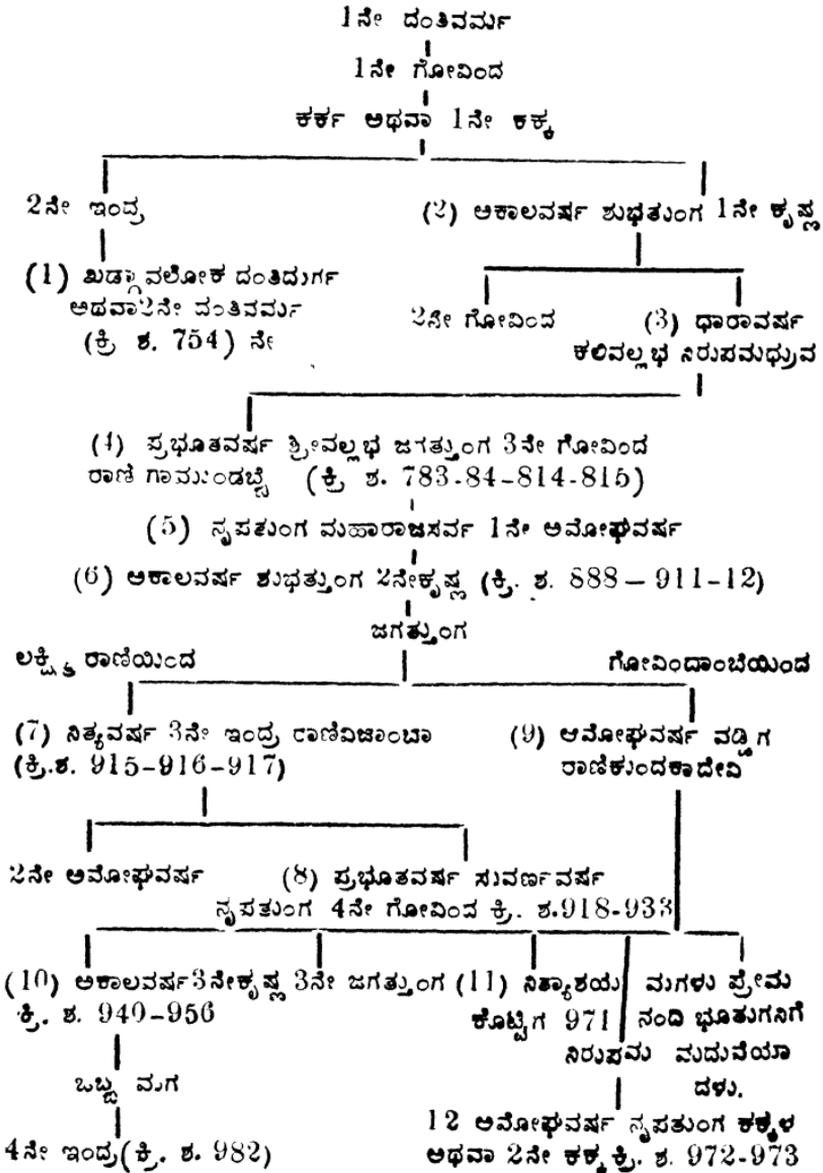 1ನೇ ದಂತಿವರ್ಮ
1ನೇ ಗೋವಿಂದ
ಕರ್ಕ ಅಥವಾ 1ನೇ ಕಕ್ಕ
2ನೇ ಇಂದ್ರ (2) ಅಕಾಲವರ್ಷ ಶುಭತುಂಗ 1ನೇ ಕೃಷ್ಣ
(1) ಖಡ್ಗಾವಲೋಕ ದಂತಿದುರ್ಗ
ಅಥವಾ 2ನೇ ದಂತಿವರ್ಮ
(ಕ್ರಿ ಶ. 754) ನೇ
2ನೇ ಗೋವಿಂದ (3) ಧಾರಾವರ್ಷ
ಕಲಿವಲ್ಲಭ ನಿರುಪಮಧ್ರುವ
(4) ಪ್ರಭೂತವರ್ಷ ಶ್ರೀವಲ್ಲಭ ಜಗತ್ತುಂಗ 3ನೇ ಗೋವಿಂದ
ರಾಣಿ ಗಾಮುಂಡಬ್ಬೆ (ಕ್ರಿ ಶ. 783-84-814-815)
(5) ನೃಪತುಂಗ ಮಹಾರಾಜಸರ್ವ 1ನೇ ಅಮೋಘವರ್ಷ
(6) ಅಕಾಲವರ್ಷ ಶುಭತ್ತುಂಗ 2ನೇಕೃಷ್ಣ (ಕ್ರಿ. ಶ. 888 – 911-12)
ಜಗತ್ತುಂಗ
ಲಕ್ಷ್ಮಿ ರಾಣಿಯಿಂದ ಗೋವಿಂದಾಂಬೆಯಿಂದ
(7) ನಿತ್ಯವರ್ಷ 3ನೇ ಇಂದ್ರ ರಾಣಿವಿಜಾಂಬಾ (9) ಆಮೋಘವರ್ಷ ವಡ್ಡಿಗ
(ಕ್ರಿ.ಶ. 915-916-917) ರಾಣಿಕುಂದಕಾದೇವಿ
2ನೇ ಅಮೋಘವರ್ಷ (8) ಪ್ರಭೂತವರ್ಷ ಸುವರ್ಣವರ್ಷ
ನೃಪತುಂಗ 4ನೇ ಗೋವಿಂದ ಕ್ರಿ. ಶ.918-933
(10) ಅಕಾಲವರ್ಷ3ನೇಕೃಷ್ಣ 3ನೇ ಜಗತ್ತುಂಗ (11) ನಿತ್ಯಾಶಯ ಮಗಳು ಪ್ರೇಮ
ಕ್ರಿ. ಶ. 940-956 ಕೊಟ್ಟಿಗ 971 ನಂದಿ ಭೂತುಗನಿಗೆ
ನಿರುಪಮ ಮದುವೆಯಾ
ಒಬ್ಬ ಮಗ ದಳು.
12 ಅಮೋಘವರ್ಷ ನೃಪತುಂಗ ಕಕ್ಕಳ
4ನೇ ಇಂದ್ರ(ಕ್ರಿ. ಶ. 982) ಅಥವಾ 2ನೇ ಕಕ್ಕ ಕ್ರಿ. ಶ. 972-973